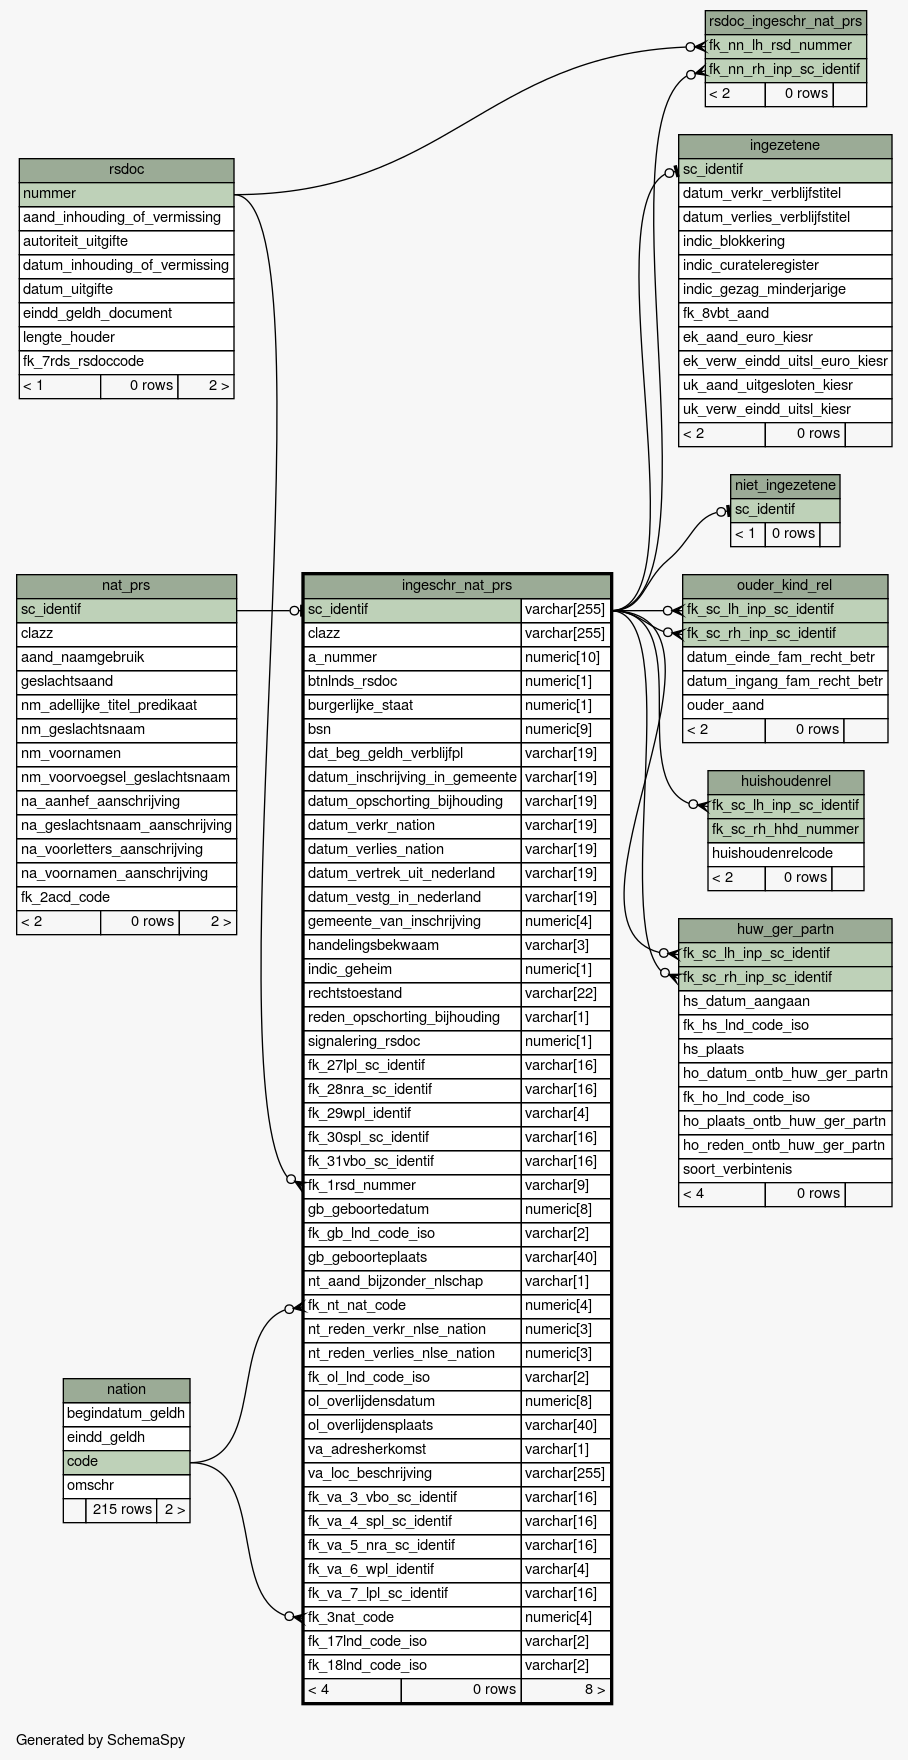 rsdoc_ingeschr_nat_prs
fk_nn_lh_rsd_nummer
fk_nn_rh_inp_sc_identif
< 2 0 rows
ingezetene
sc_identif
datum_verkr_verblijfstitel
datum_verlies_verblijfstitel
indic_blokkering
indic_curateleregister
indic_gezag_minderjarige
fk_8vbt_aand
ek_aand_euro_kiesr
ek_verw_eindd_uitsl_euro_kiesr
uk_aand_uitgesloten_kiesr
uk_verw_eindd_uitsl_kiesr
< 2 0 rows
rsdoc
nummer
aand_inhouding_of_vermissing
autoriteit_uitgifte
datum_inhouding_of_vermissing
datum_uitgifte
eindd_geldh_document
lengte_houder
fk_7rds_rsdoccode
< 1 0 rows 2 >
niet_ingezetene
sc_identif
< 1 0 rows
nat_prs
sc_identif
clazz
aand_naamgebruik
geslachtsaand
nm_adellijke_titel_predikaat
nm_geslachtsnaam
nm_voornamen
nm_voorvoegsel_geslachtsnaam
na_aanhef_aanschrijving
na_geslachtsnaam_aanschrijving
na_voorletters_aanschrijving
na_voornamen_aanschrijving
fk_2acd_code
< 2 0 rows 2 >
ingeschr_nat_prs
sc_identif varchar[255]
clazz varchar[255]
a_nummer numeric[10]
btnlnds_rsdoc numeric[1]
burgerlijke_staat numeric[1]
bsn numeric[9]
dat_beg_geldh_verblijfpl varchar[19]
datum_inschrijving_in_gemeente varchar[19]
datum_opschorting_bijhouding varchar[19]
datum_verkr_nation varchar[19]
datum_verlies_nation varchar[19]
datum_vertrek_uit_nederland varchar[19]
datum_vestg_in_nederland varchar[19]
gemeente_van_inschrijving numeric[4]
handelingsbekwaam varchar[3]
indic_geheim numeric[1]
rechtstoestand varchar[22]
reden_opschorting_bijhouding varchar[1]
signalering_rsdoc numeric[1]
fk_27lpl_sc_identif varchar[16]
fk_28nra_sc_identif varchar[16]
fk_29wpl_identif varchar[4]
fk_30spl_sc_identif varchar[16]
fk_31vbo_sc_identif varchar[16]
fk_1rsd_nummer varchar[9]
gb_geboortedatum numeric[8]
fk_gb_lnd_code_iso varchar[2]
gb_geboorteplaats varchar[40]
nt_aand_bijzonder_nlschap varchar[1]
fk_nt_nat_code numeric[4]
nt_reden_verkr_nlse_nation numeric[3]
nt_reden_verlies_nlse_nation numeric[3]
fk_ol_lnd_code_iso varchar[2]
ol_overlijdensdatum numeric[8]
ol_overlijdensplaats varchar[40]
va_adresherkomst varchar[1]
va_loc_beschrijving varchar[255]
fk_va_3_vbo_sc_identif varchar[16]
fk_va_4_spl_sc_identif varchar[16]
fk_va_5_nra_sc_identif varchar[16]
fk_va_6_wpl_identif varchar[4]
fk_va_7_lpl_sc_identif varchar[16]
fk_3nat_code numeric[4]
fk_17lnd_code_iso varchar[2]
fk_18lnd_code_iso varchar[2]
< 4 0 rows 8 >
ouder_kind_rel
fk_sc_lh_inp_sc_identif
fk_sc_rh_inp_sc_identif
datum_einde_fam_recht_betr
datum_ingang_fam_recht_betr
ouder_aand
< 2 0 rows
huishoudenrel
fk_sc_lh_inp_sc_identif
fk_sc_rh_hhd_nummer
huishoudenrelcode
< 2 0 rows
huw_ger_partn
fk_sc_lh_inp_sc_identif
fk_sc_rh_inp_sc_identif
hs_datum_aangaan
fk_hs_lnd_code_iso
hs_plaats
ho_datum_ontb_huw_ger_partn
fk_ho_lnd_code_iso
ho_plaats_ontb_huw_ger_partn
ho_reden_ontb_huw_ger_partn
soort_verbintenis
< 4 0 rows
nation
begindatum_geldh
eindd_geldh
code
omschr
215 rows 2 >
Generated by SchemaSpy